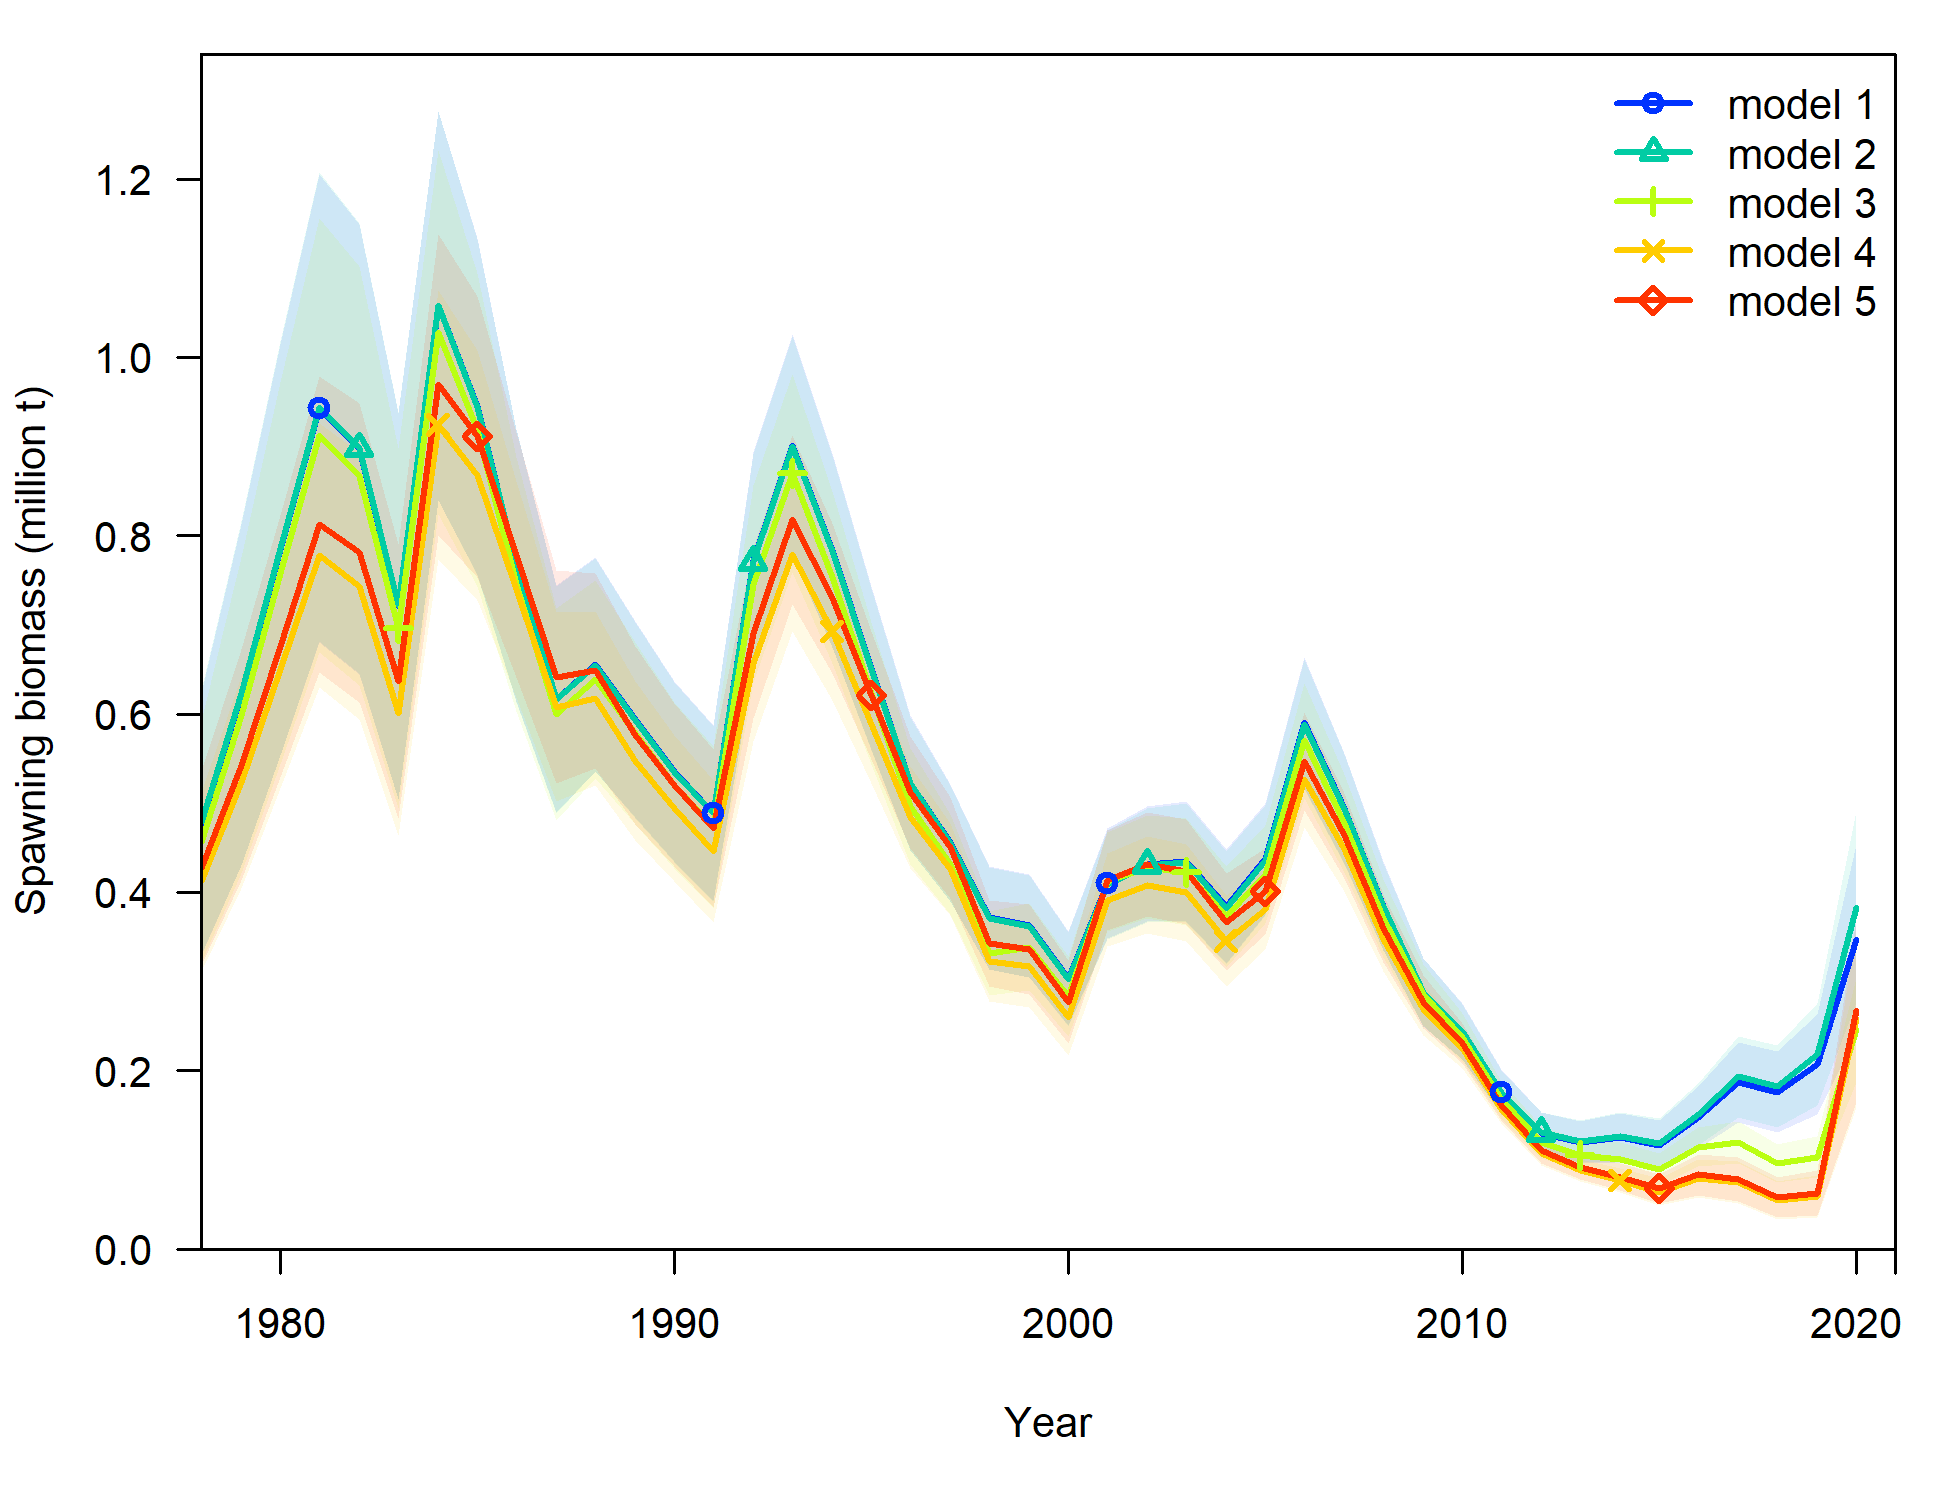 model 1
model 2
model 3
model 4
model 5
Spawning biomass (million t)
1.2
1.0
0.8
0.6
0.4
0.2
0.0
1980 1990 2000 2010 2020
Year